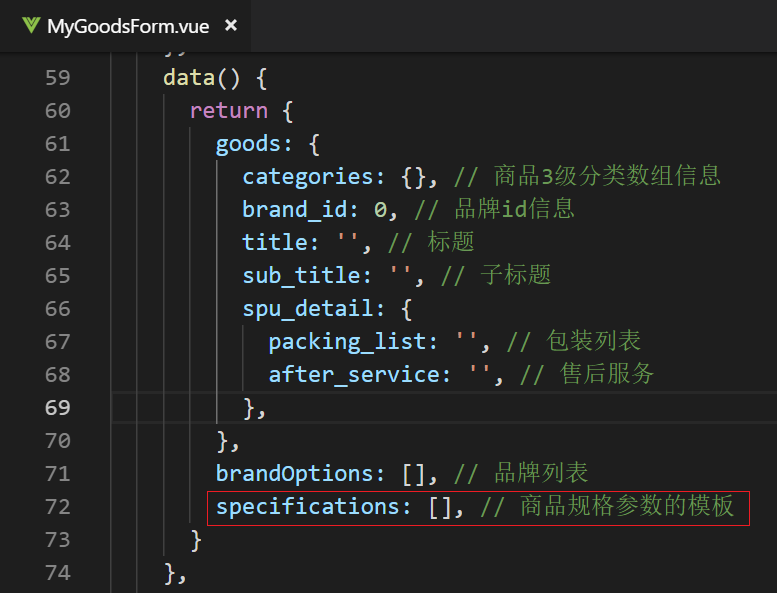 MyGoodsForm.vue ×
59 data() {
60 return {
61 goods: {
62 categories: {}, // 商品3级分类数组信息
63 brand_id: 0, // 品牌id信息
64 title: '', // 标题
65 sub_title: '', // 子标题
66 spu_detail: {
67 packing_list: '', // 包装列表
68 after_service: '', // 售后服务
69 },
70 },
71 brandOptions: [], // 品牌列表
72 specifications: [], // 商品规格参数的模板
73 }
74 },